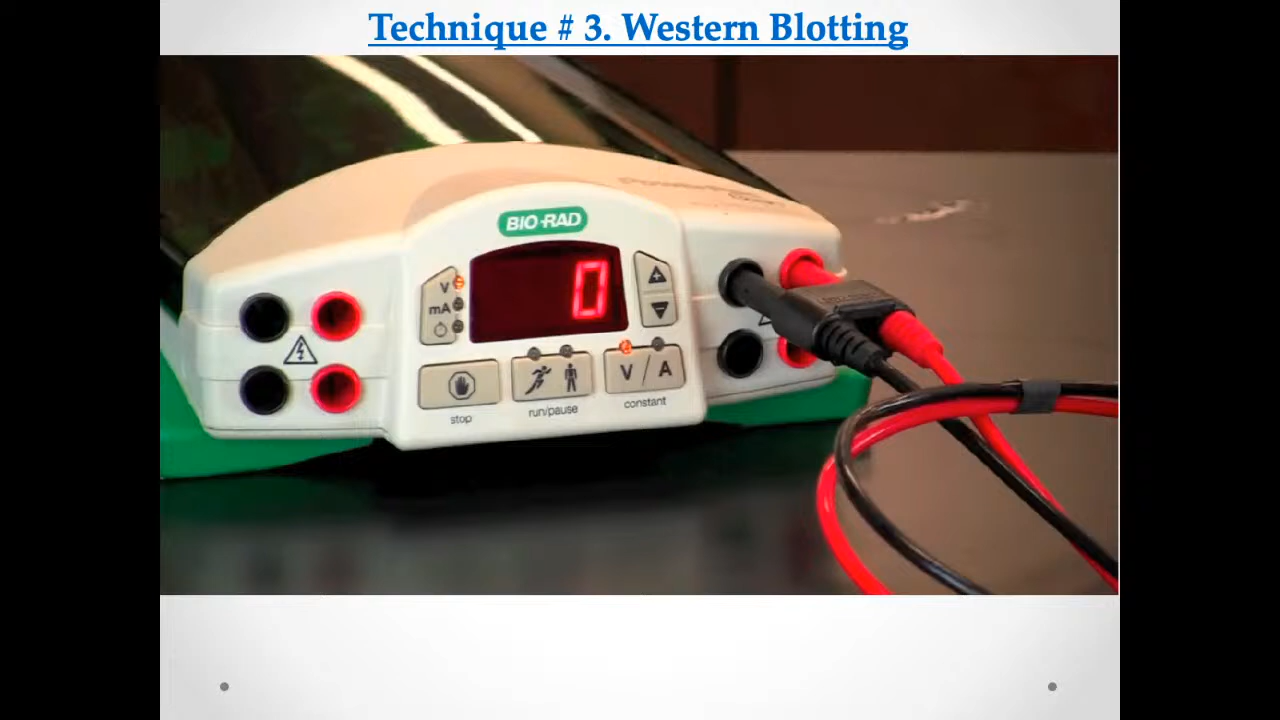 Technique # 3. Western Blotting
BIO-RAD
V
mA
0
V / A
stop
run/pause
constant